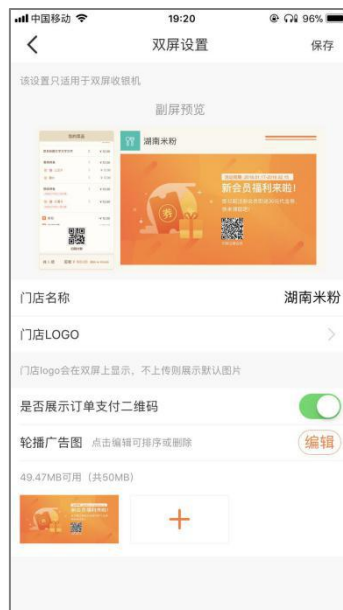 中国移动 19:20 96%
双屏设置 保存
该设置只适用于双屏收银机
副屏预览
湖南米粉
新会员福利来啦!
门店名称 湖南米粉
门店LOGO
门店logo会在双屏上显示，不上传则展示默认图片
是否展示订单支付二维码
轮播广告图 点击编辑可排序或删除 编辑
49.47MB可用（共50MB）